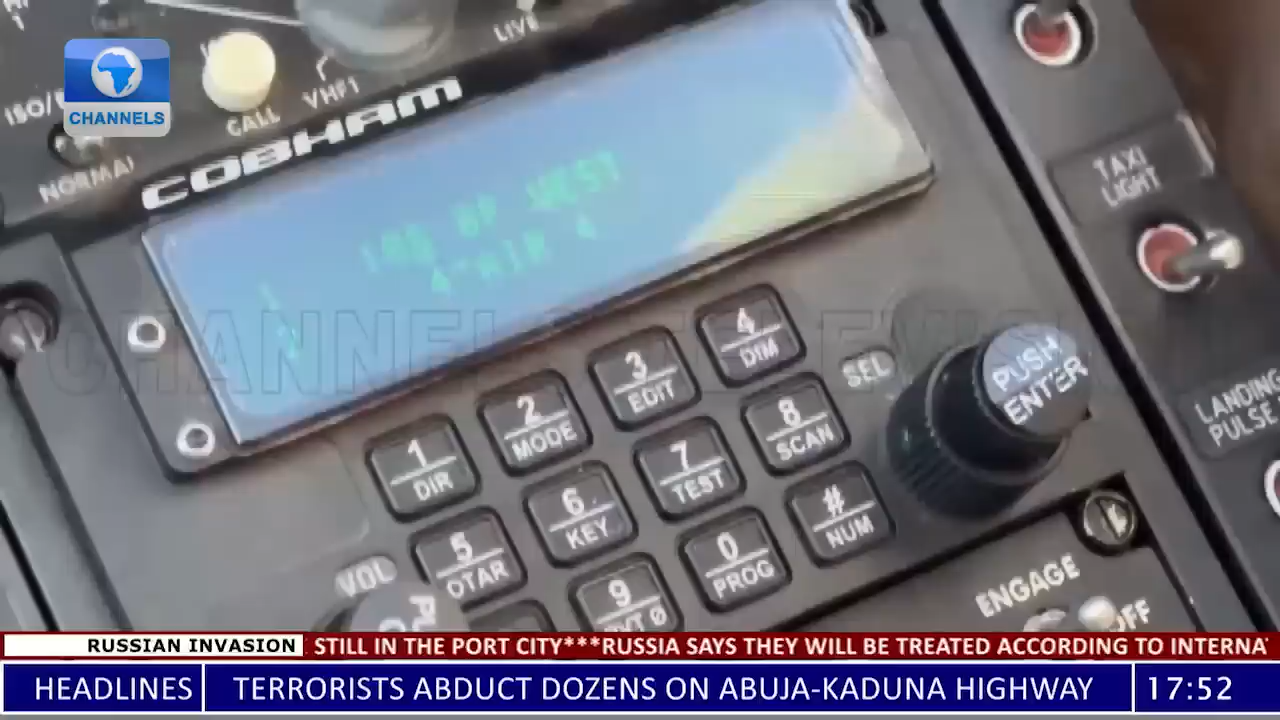 LIVE
CHANNELS
CALL
VHF1
NORMAL
COBHAM
TAXI
LIGHT
CHANNELS TELEVISION
1
DIR
2
MODE
3
EDIT
4
DIM
SEL
PUSH
ENTER
LANDING
PULSE
5
OTAR
6
KEY
7
TEST
8
SCAN
VOL
9
0
PROG
#
NUM
ENGAGE
OFF
RUSSIAN INVASION
STILL IN THE PORT CITY***RUSSIA SAYS THEY WILL BE TREATED ACCORDING TO INTERNA
HEADLINES
TERRORISTS ABDUCT DOZENS ON ABUJA-KADUNA HIGHWAY
17:52